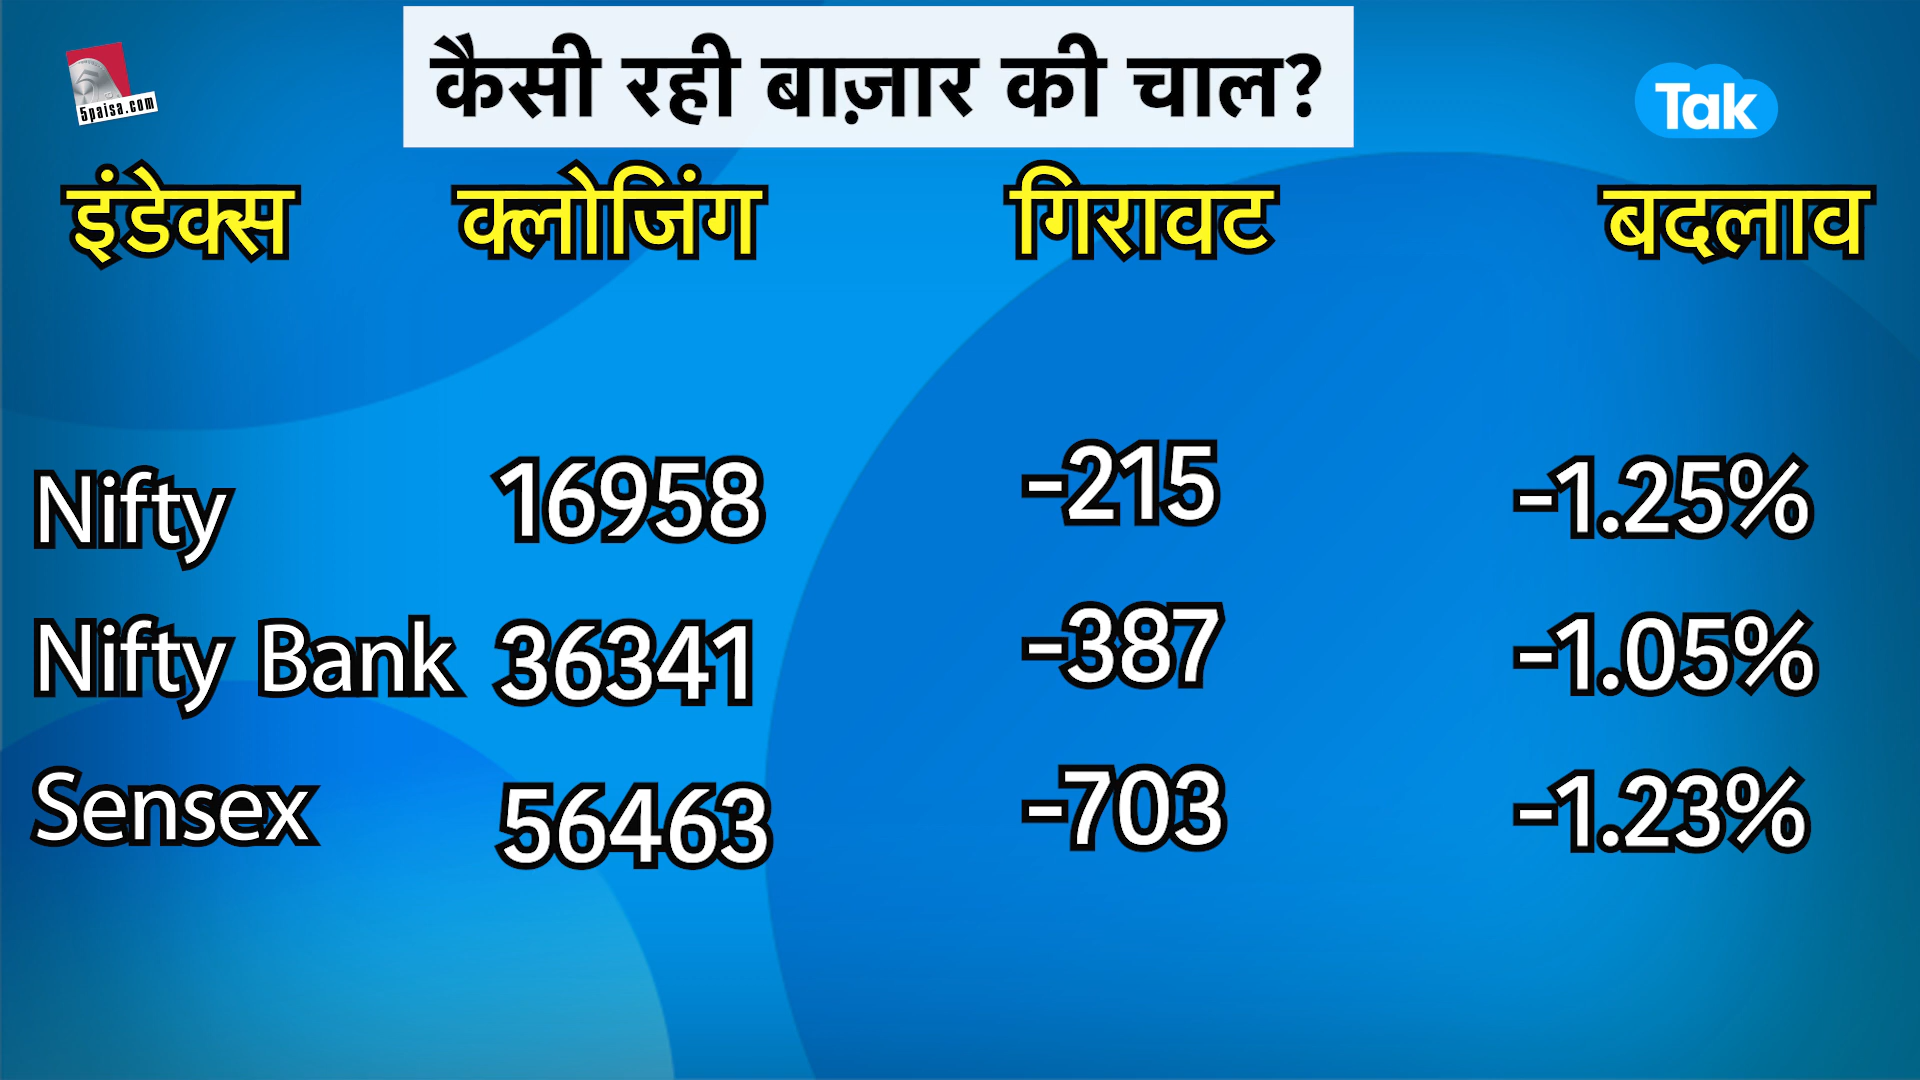 कैसी रही बाज़ार की चाल?
5paisa.com
Tak
इंडेक्स क्लोजिंग गिरावट बदलाव
Nifty 16958 -215 -1.25%
Nifty Bank 36341 -387 -1.05%
Sensex 56463 -703 -1.23%